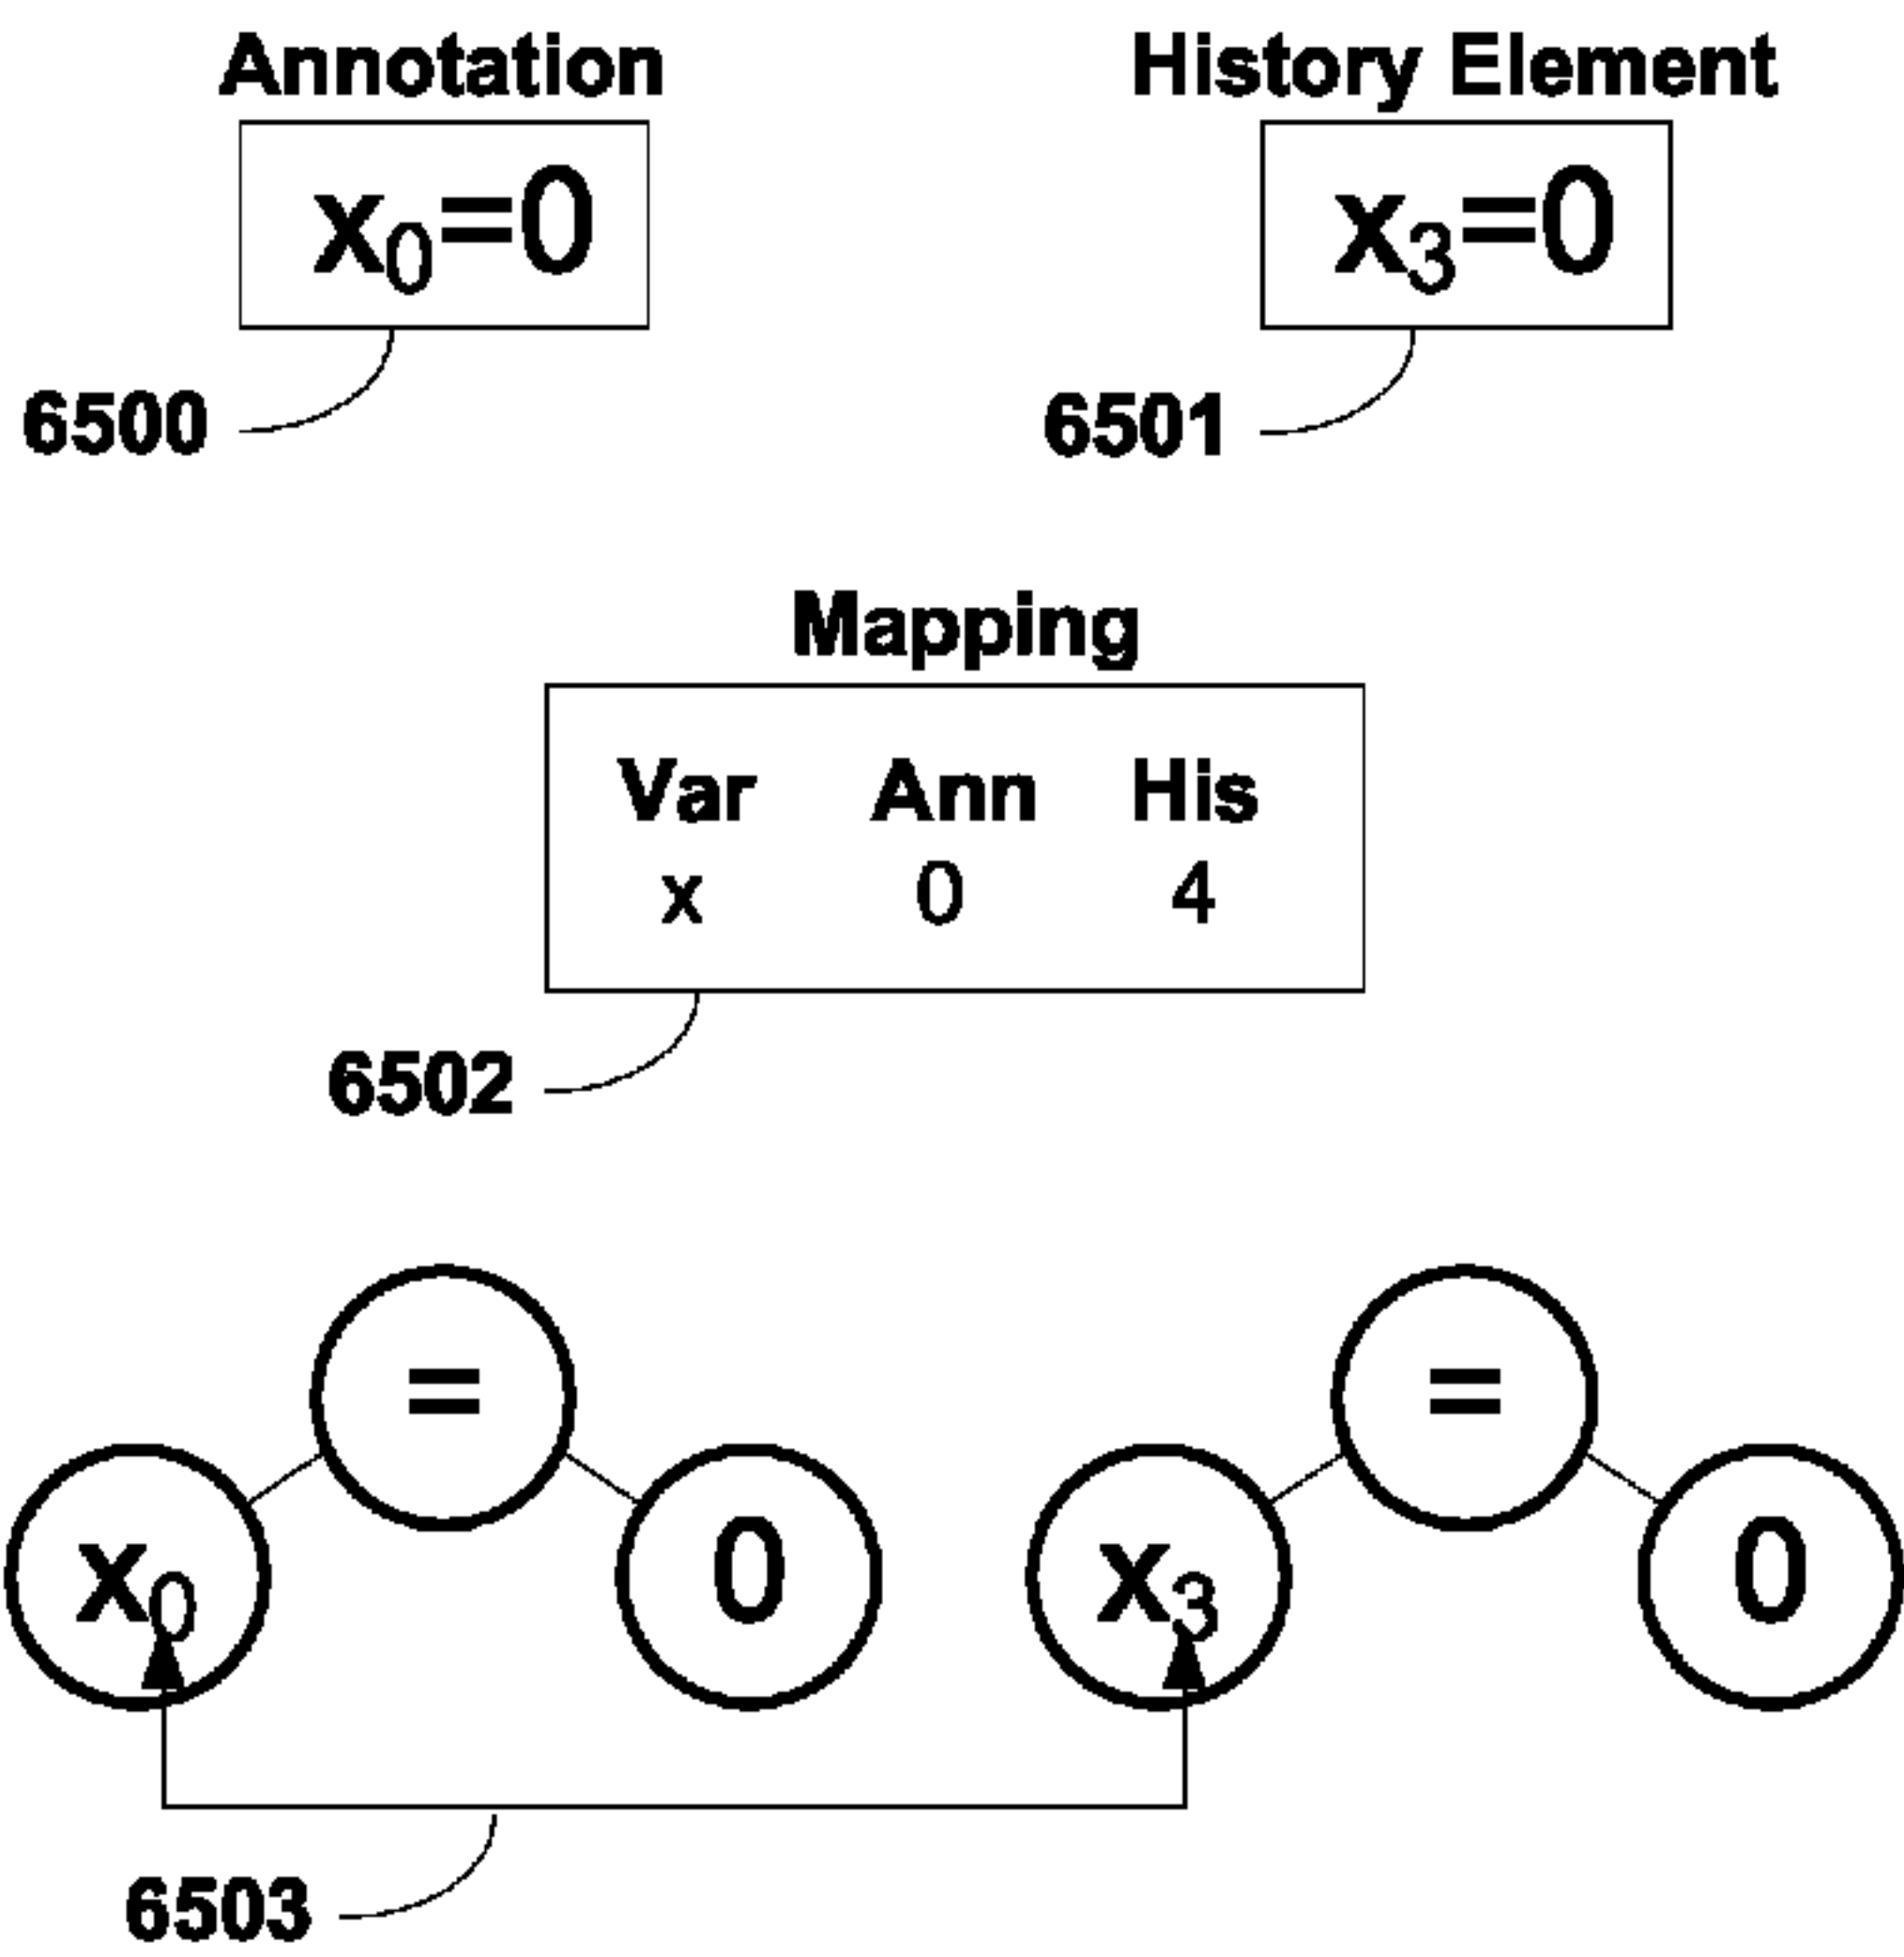 Annotation History Element
x₀=0 x₃=0
6500 6501
Mapping
Var Ann His
x 0 4
6502
= =
x₀ 0 x₃ 0
6503